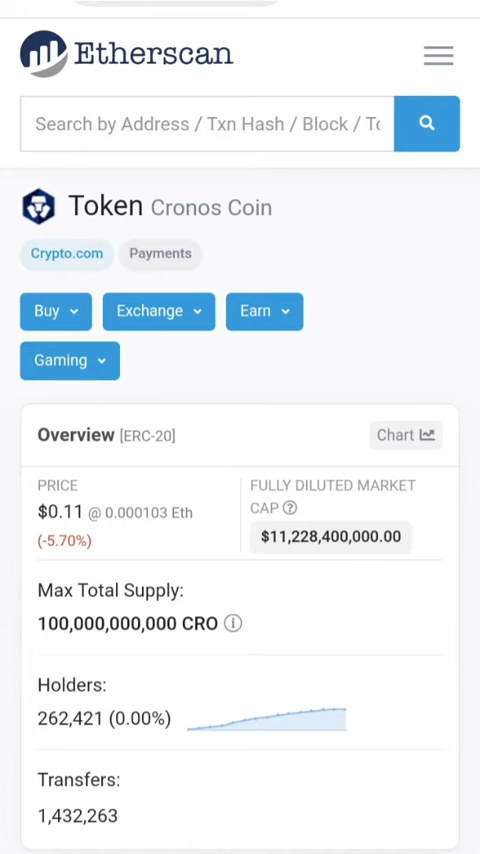 Etherscan
Search by Address / Txn Hash / Block / To
Token Cronos Coin
Crypto.com Payments
Buy Exchange Earn
Gaming
Overview [ERC-20] Chart
PRICE
$0.11 @ 0.000103 Eth
(-5.70%)
FULLY DILUTED MARKET
CAP
$11,228,400,000.00
Max Total Supply:
100,000,000,000 CRO
Holders:
262,421 (0.00%)
Transfers:
1,432,263